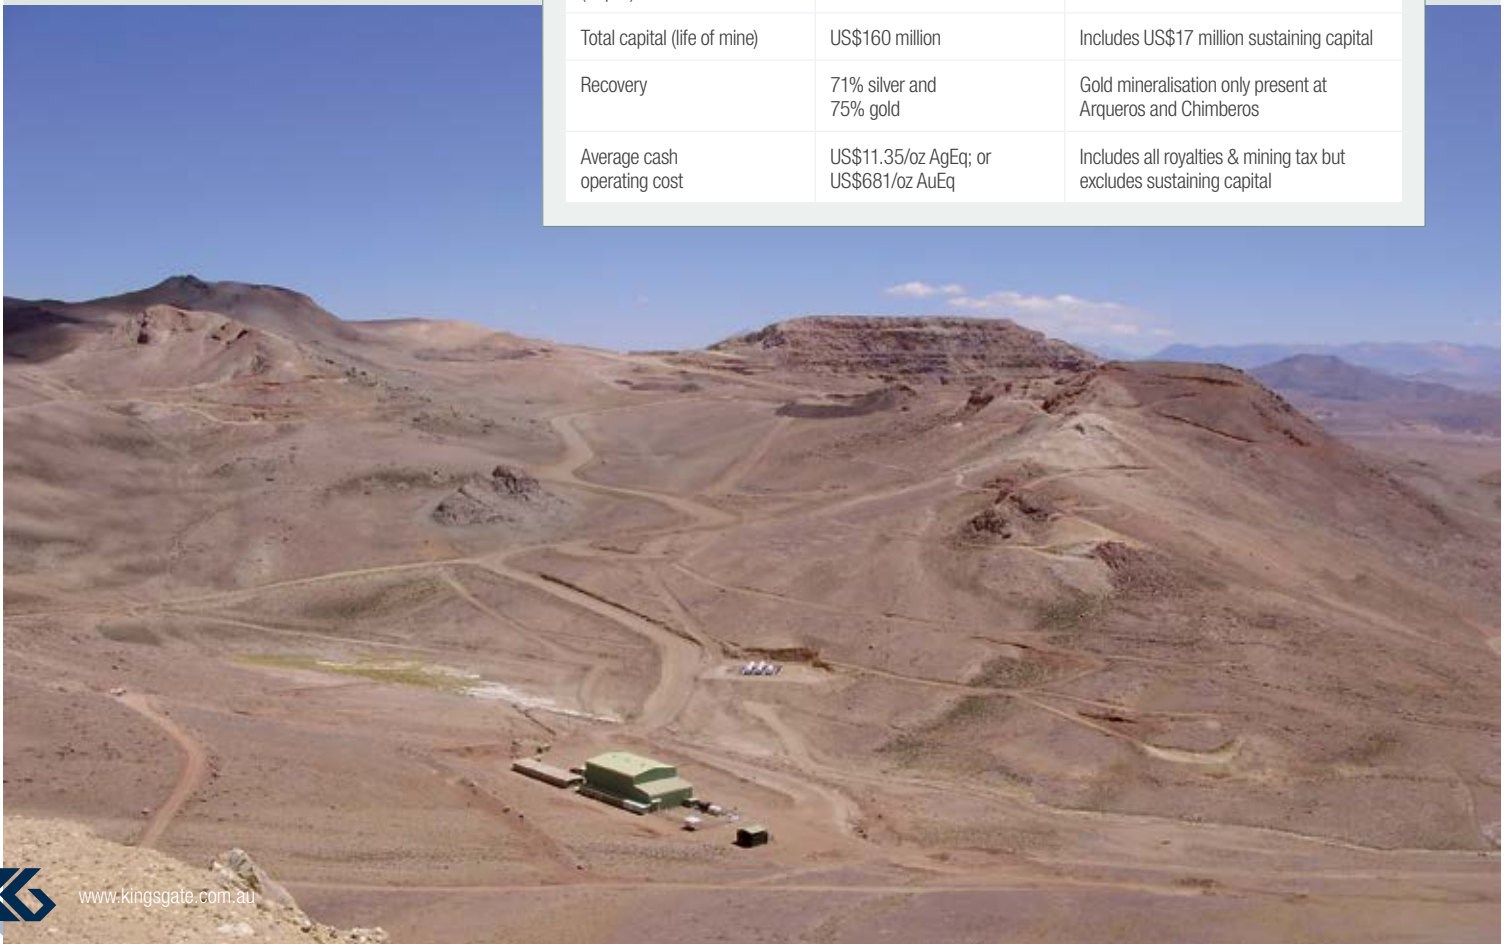 Total capital (life of mine) US$160 million Includes US$17 million sustaining capital
Recovery 71% silver and Gold mineralisation only present at
75% gold Arqueros and Chimberos
Average cash US$11.35/oz AgEq; or Includes all royalties & mining tax but
operating cost US$681/oz AuEq excludes sustaining capital
www.kingsgate.com.au